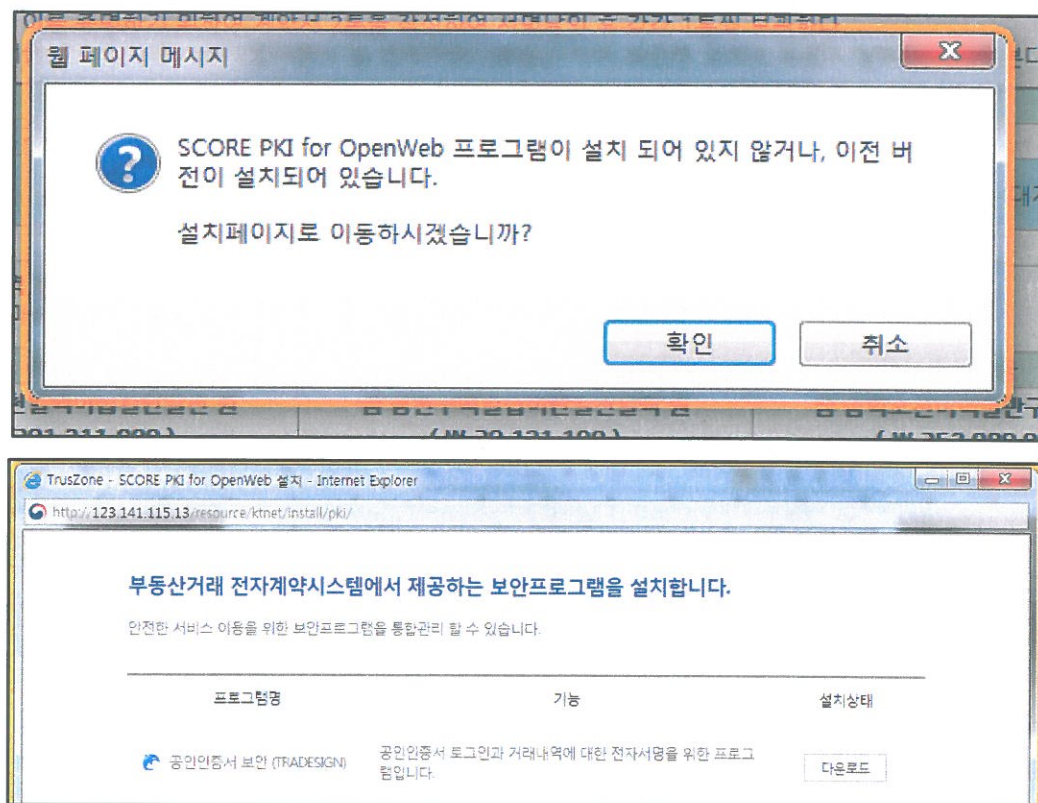 웹 페이지 메시지
SCORE PKI for OpenWeb 프로그램이 설치 되어 있지 않거나, 이전 버
전이 설치되어 있습니다.
설치페이지로 이동하시겠습니까?
확인 취소
TrusZone - SCORE PKI for OpenWeb 설치 - Internet Explorer
http://123.141.115.13/resource/ktnet/install/pki/
부동산거래 전자계약시스템에서 제공하는 보안프로그램을 설치합니다.
안전한 서비스 이용을 위한 보안프로그램을 통합관리 할 수 있습니다.
프로그램명 기능 설치상태
공인인증서 보안 (TRADESIGN) 공인인증서 로그인과 거래내역에 대한 전자서명을 위한 프로그
램입니다. 다운로드